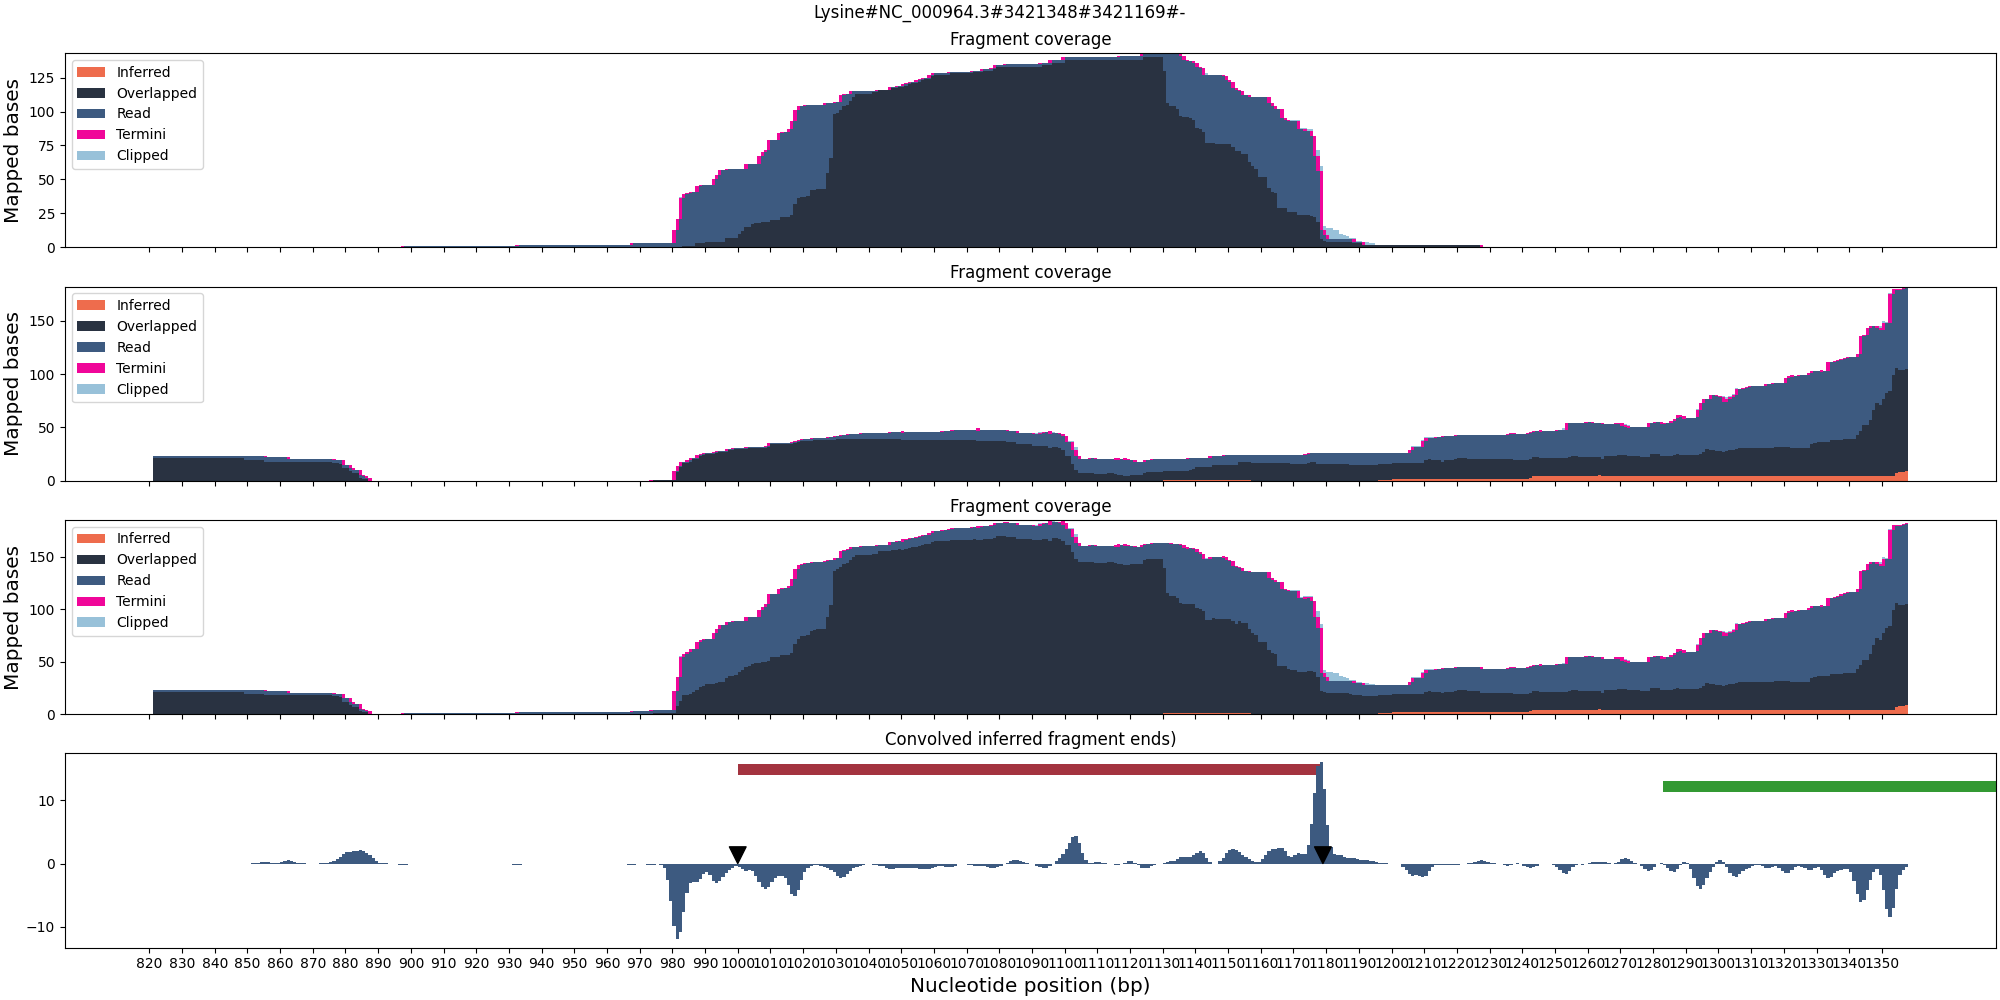 Lysine#NC_000964.3#3421348#3421169#-
Fragment coverage
Mapped bases
125
100
75
50
25
0
Inferred
Overlapped
Read
Termini
Clipped
Fragment coverage
Mapped bases
150
100
50
0
Inferred
Overlapped
Read
Termini
Clipped
Fragment coverage
Mapped bases
150
100
50
0
Inferred
Overlapped
Read
Termini
Clipped
Convolved inferred fragment ends)
10
0
−10
820 830 840 850 860 870 880 890 900 910 920 930 940 950 960 970 980 990 1000 1010 1020 1030 1040 1050 1060 1070 1080 1090 1100 1110 1120 1130 1140 1150 1160 1170 1180 1190 1200 1210 1220 1230 1240 1250 1260 1270 1280 1290 1300 1310 1320 1330 1340 1350
Nucleotide position (bp)